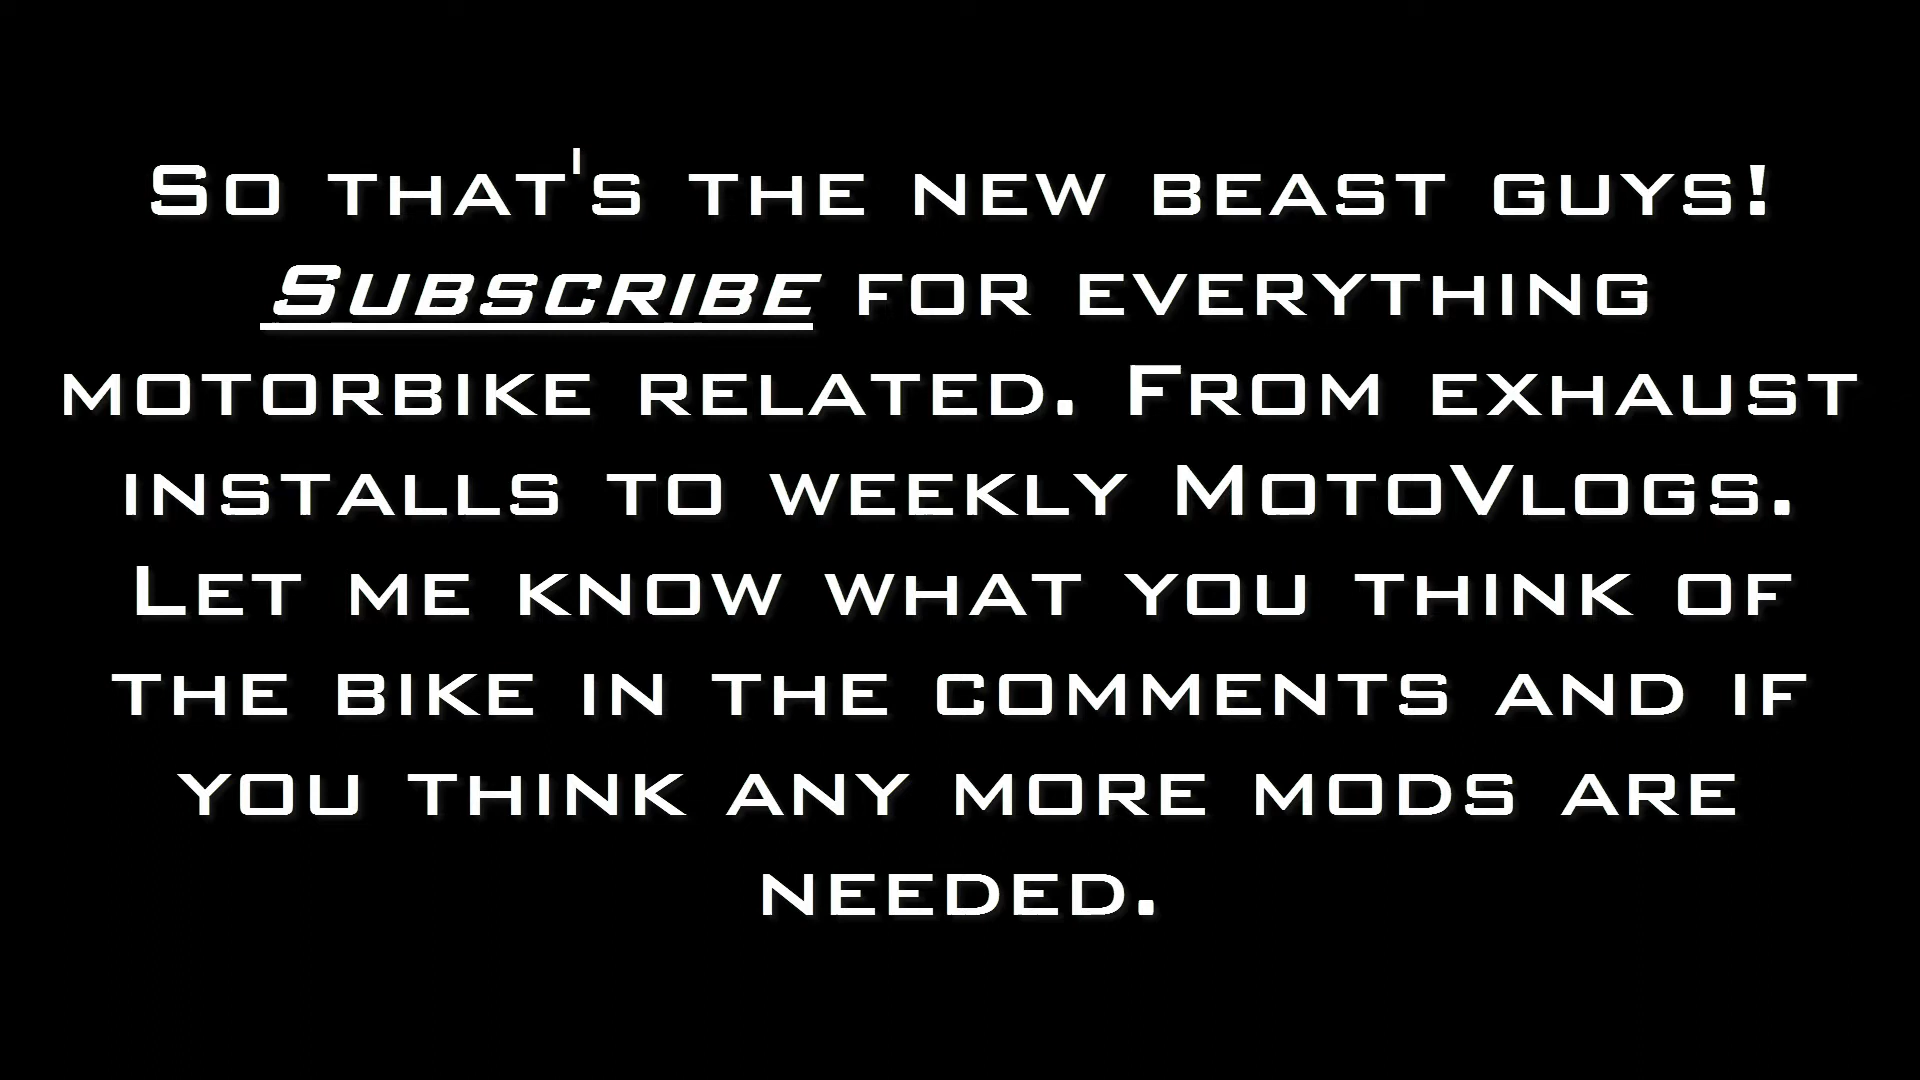 So that's the new beast guys!
Subscribe for everything
motorbike related. From exhaust
installs to weekly MotoVlogs.
Let me know what you think of
the bike in the comments and if
you think any more mods are
needed.